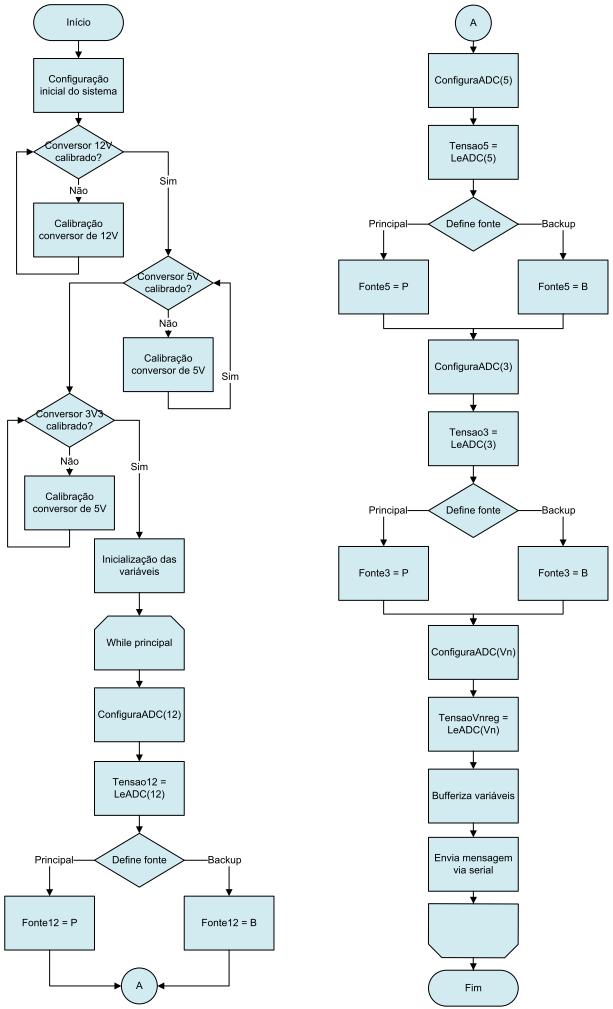 Início
Configuração
inicial do sistema
Conversor 12V
calibrado?
Sim
Não
Calibração
conversor de 12V
Conversor 5V
calibrado?
Não
Calibração
conversor de 5V
Sim
Conversor 3V3
calibrado?
Não
Sim
Calibração
conversor de 5V
Inicialização das
variáveis
While principal
ConfiguraADC(12)
Tensao12 =
LeADC(12)
Principal
Define fonte
Backup
Fonte12 = P
Fonte12 = B
A
A
ConfiguraADC(5)
Tensao5 =
LeADC(5)
Principal
Define fonte
Backup
Fonte5 = P
Fonte5 = B
ConfiguraADC(3)
Tensao3 =
LeADC(3)
Principal
Define fonte
Backup
Fonte3 = P
Fonte3 = B
ConfiguraADC(Vn)
TensaoVnreg =
LeADC(Vn)
Bufferiza variáveis
Envia mensagem
via serial
Fim